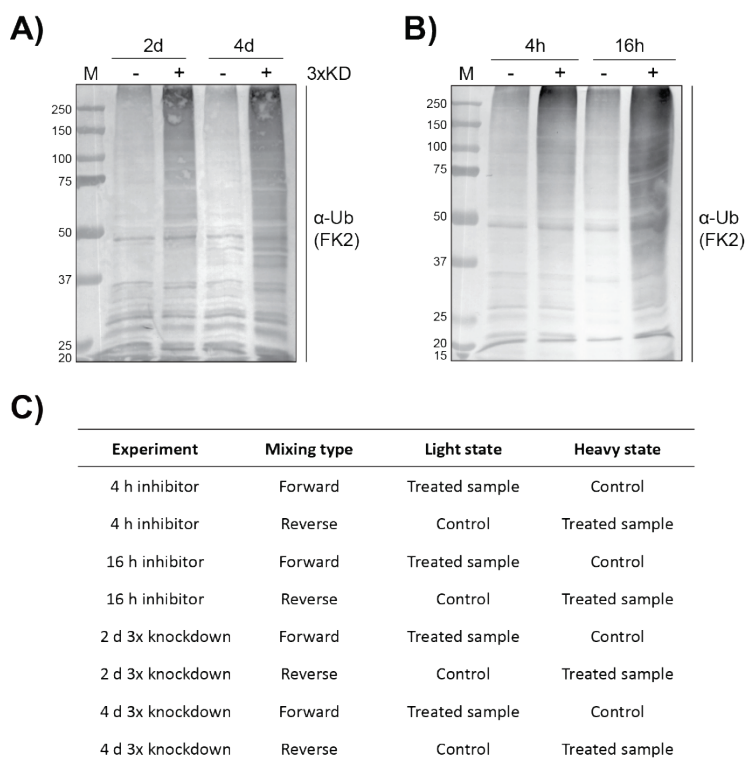 A)
2d 4d
M - + - + 3xKD
250
150
100
75
50
37
25
20
α-Ub
(FK2)
B)
4h 16h
M - + - +
250
150
100
75
50
37
25
20
15
α-Ub
(FK2)
C)
Experiment Mixing type Light state Heavy state
4 h inhibitor Forward Treated sample Control
4 h inhibitor Reverse Control Treated sample
16 h inhibitor Forward Treated sample Control
16 h inhibitor Reverse Control Treated sample
2 d 3x knockdown Forward Treated sample Control
2 d 3x knockdown Reverse Control Treated sample
4 d 3x knockdown Forward Treated sample Control
4 d 3x knockdown Reverse Control Treated sample